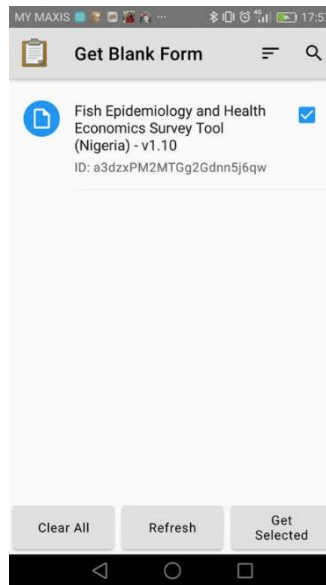 MY MAXIS ... 4G 17:5
Get Blank Form
Fish Epidemiology and Health
Economics Survey Tool
(Nigeria) - v1.10
ID: a3dzxPM2MTGg2Gdnn5j6qw
Clear All Refresh Get
Selected